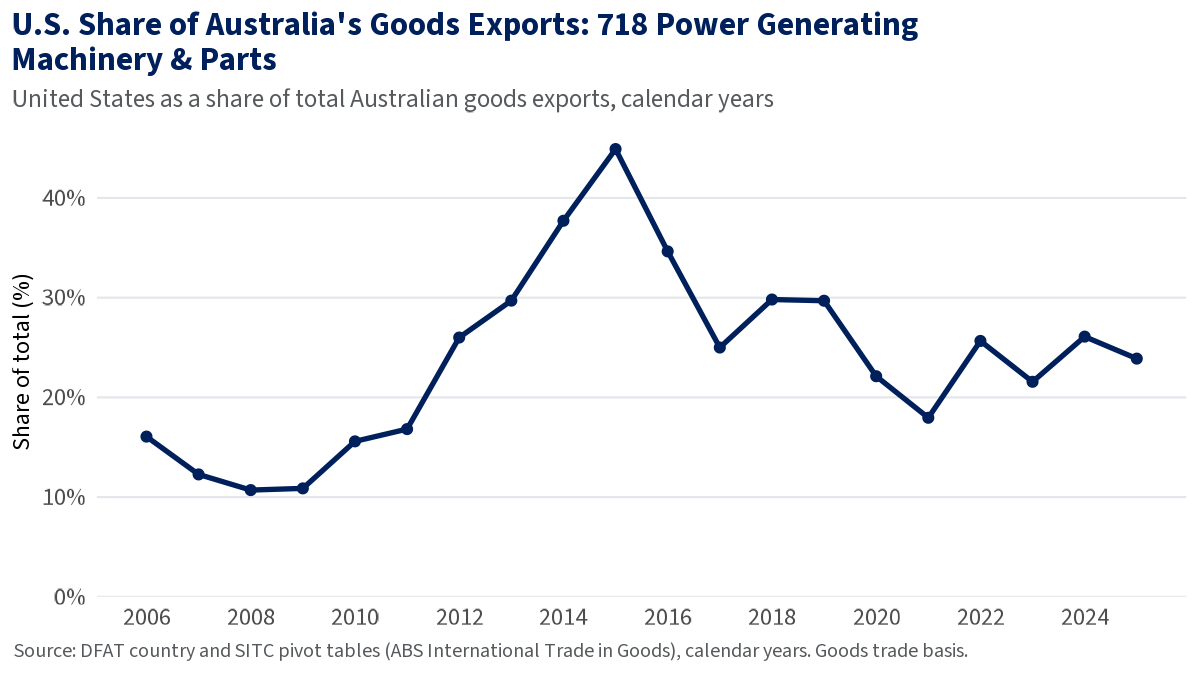 U.S. Share of Australia's Goods Exports: 718 Power Generating
Machinery & Parts
United States as a share of total Australian goods exports, calendar years
Share of total (%)
40%
30%
20%
10%
0%
2006 2008 2010 2012 2014 2016 2018 2020 2022 2024
Source: DFAT country and SITC pivot tables (ABS International Trade in Goods), calendar years. Goods trade basis.